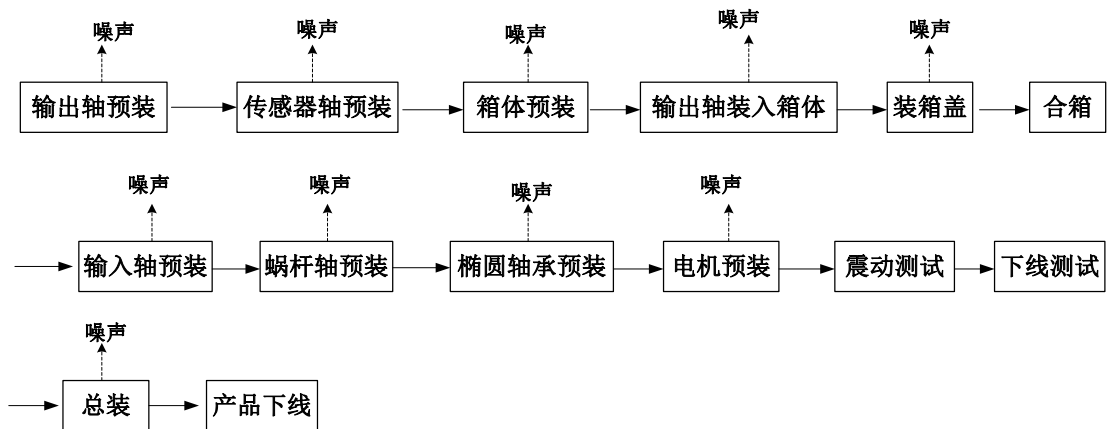 噪声 噪声 噪声 噪声 噪声
输出轴预装 传感器轴预装 箱体预装 输出轴装入箱体 装箱盖 合箱
噪声 噪声 噪声 噪声
输入轴预装 蜗杆轴预装 椭圆轴承预装 电机预装 震动测试 下线测试
噪声
总装 产品下线